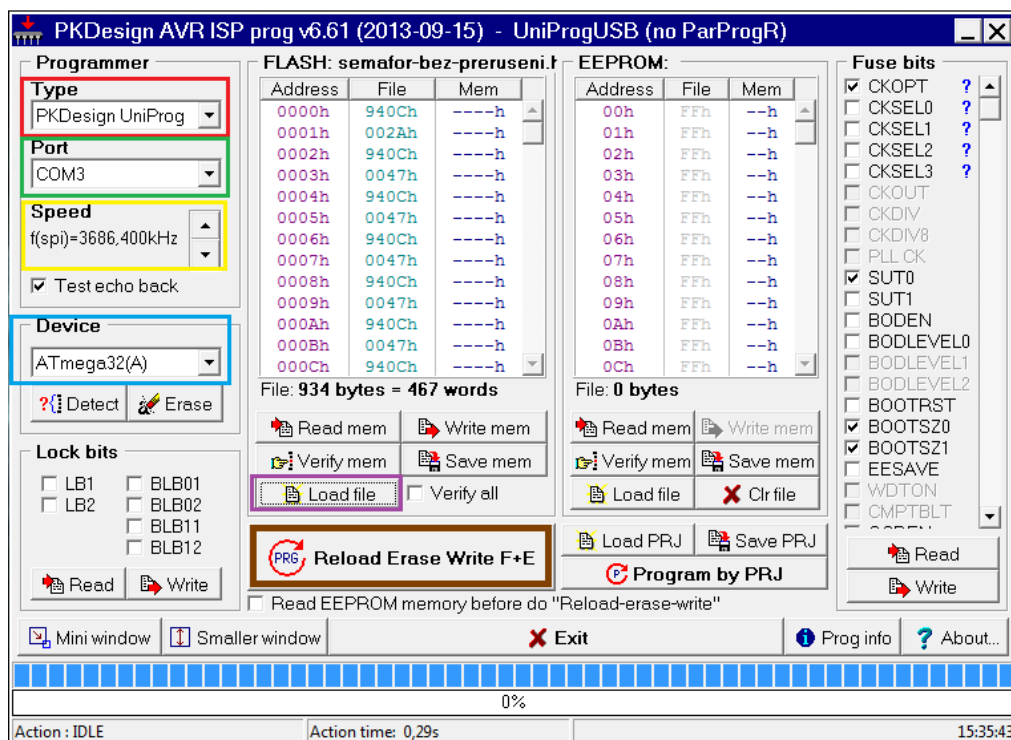 PKDesign AVR ISP prog v6.61 (2013-09-15) - UniProgUSB (no ParProgR)
Programmer
Type
PKDesign UniProg
Port
COM3
Speed
f(spi)=3686,400kHz
Test echo back
Device
ATmega32(A)
?{} Detect
Erase
Lock bits
LB1 BLB01
LB2 BLB02
BLB11
BLB12
Read
Write
FLASH: semafor-bez-preruseni.h
Address File Mem
0000h 940Ch ----h
0001h 002Ah ----h
0002h 940Ch ----h
0003h 0047h ----h
0004h 940Ch ----h
0005h 0047h ----h
0006h 940Ch ----h
0007h 0047h ----h
0008h 940Ch ----h
0009h 0047h ----h
000Ah 940Ch ----h
000Bh 0047h ----h
000Ch 940Ch ----h
File: 934 bytes = 467 words
Read mem
Write mem
Verify mem
Save mem
Load file
Verify all
PRG Reload Erase Write F+E
Read EEPROM memory before do "Reload-erase-write"
EEPROM:
Address File Mem
00h FFh --h
01h FFh --h
02h FFh --h
03h FFh --h
04h FFh --h
05h FFh --h
06h FFh --h
07h FFh --h
08h FFh --h
09h FFh --h
0Ah FFh --h
0Bh FFh --h
0Ch FFh --h
File: 0 bytes
Read mem
Write mem
Verify mem
Save mem
Load file
Clr file
Load PRJ
Save PRJ
P Program by PRJ
Fuse bits
CKOPT ?
CKSEL0 ?
CKSEL1 ?
CKSEL2 ?
CKSEL3 ?
CKOUT
CKDIV
CKDIV8
PLL CK
SUT0
SUT1
BODEN
BODLEVEL0
BODLEVEL1
BODLEVEL2
BOOTRST
BOOTSZ0
BOOTSZ1
EESAVE
WDTON
CMPTBLT
Read
Write
Mini window
Smaller window
Exit
Prog info
? About...
0%
Action : IDLE
Action time: 0,29s
15:35:43